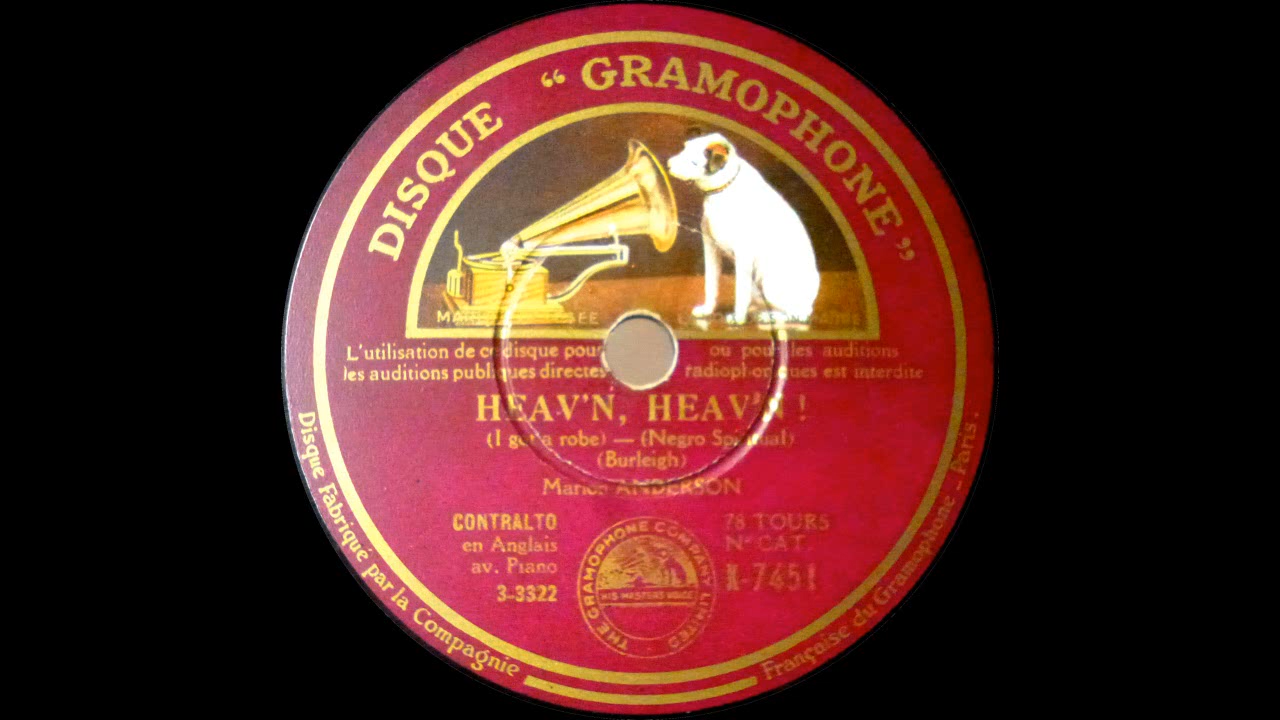 DISQUE “ GRAMOPHONE ”
L'utilisation de ce disque pour ou pour les auditions
les auditions publiques directes radiophoniques est interdite
HEAV'N, HEAV'N !
(I got a robe) — (Negro Spiritual)
(Burleigh)
Marion ANDERSON
CONTRALTO
en Anglais
av. Piano
3-3322
78 TOURS
N° CAT.
K-7451
THE GRAMOPHONE COMPANY LIMITED
HIS MASTERS VOICE
Disque Fabriqué par la Compagnie Française du Gramophone - Paris.